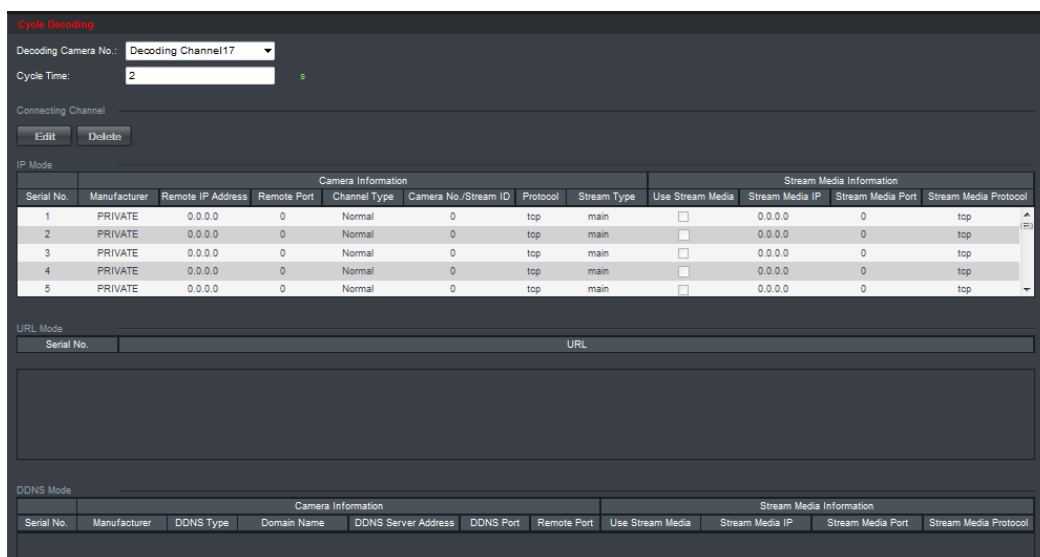 Cycle Decoding
Decoding Camera No.: Decoding Channel17
Cycle Time: 2 s
Connecting Channel
Edit Delete
IP Mode
Camera Information Stream Media Information
Serial No. Manufacturer Remote IP Address Remote Port Channel Type Camera No./Stream ID Protocol Stream Type Use Stream Media Stream Media IP Stream Media Port Stream Media Protocol
1 PRIVATE 0.0.0.0 0 Normal 0 tcp main 0.0.0.0 0 tcp
2 PRIVATE 0.0.0.0 0 Normal 0 tcp main 0.0.0.0 0 tcp
3 PRIVATE 0.0.0.0 0 Normal 0 tcp main 0.0.0.0 0 tcp
4 PRIVATE 0.0.0.0 0 Normal 0 tcp main 0.0.0.0 0 tcp
5 PRIVATE 0.0.0.0 0 Normal 0 tcp main 0.0.0.0 0 tcp
URL Mode
Serial No. URL
DDNS Mode
Camera Information Stream Media Information
Serial No. Manufacturer DDNS Type Domain Name DDNS Server Address DDNS Port Remote Port Use Stream Media Stream Media IP Stream Media Port Stream Media Protocol